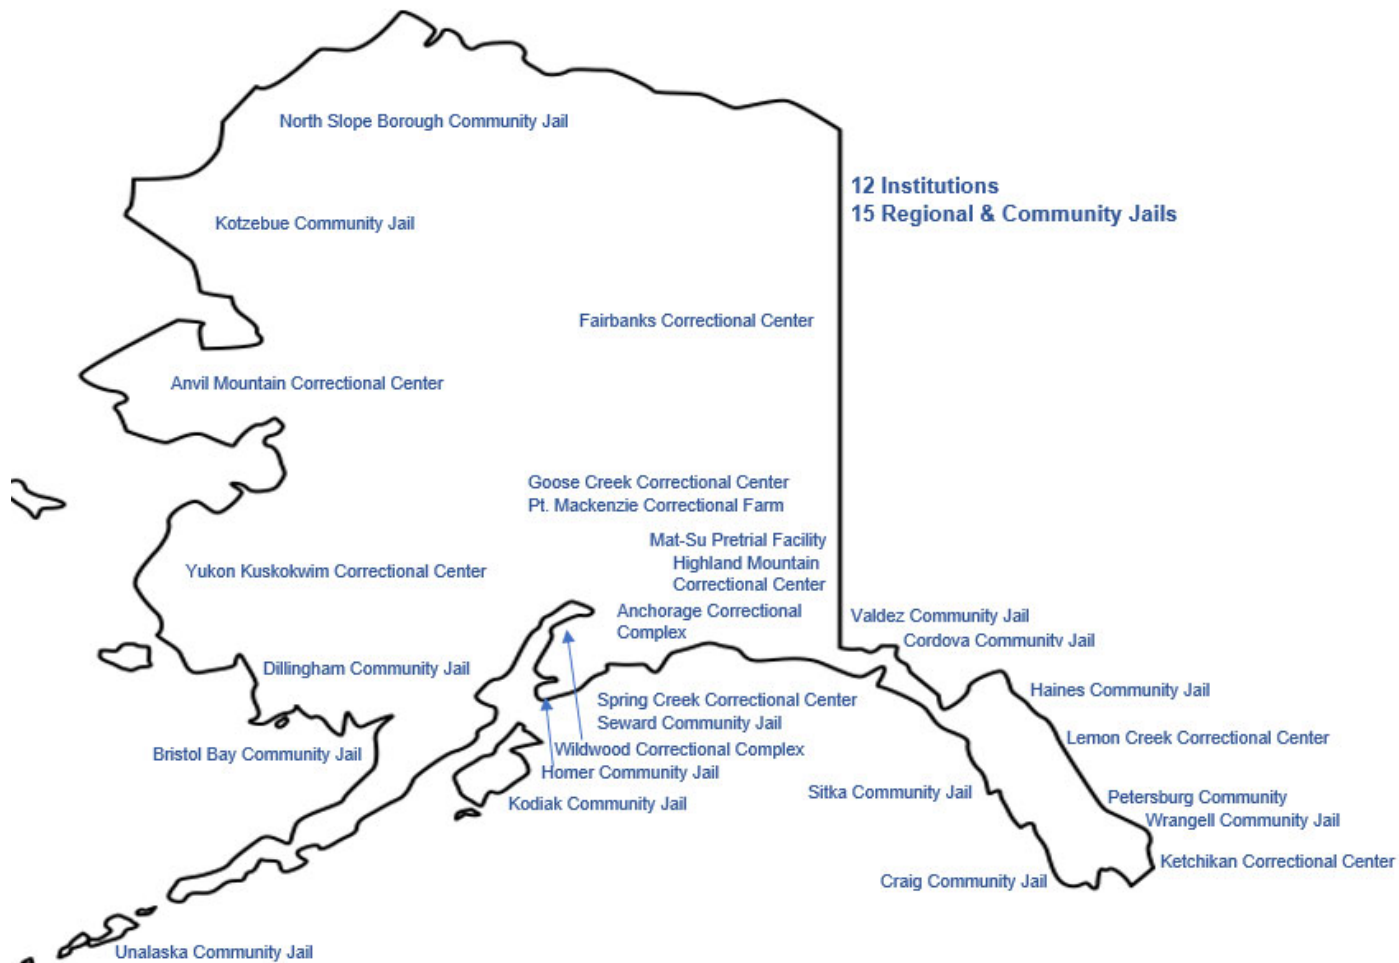 North Slope Borough Community Jail
12 Institutions
15 Regional & Community Jails
Kotzebue Community Jail
Fairbanks Correctional Center
Anvil Mountain Correctional Center
Goose Creek Correctional Center
Pt. Mackenzie Correctional Farm
Mat-Su Pretrial Facility
Highland Mountain
Correctional Center
Yukon Kuskokwim Correctional Center
Anchorage Correctional
Complex
Valdez Community Jail
Cordova Community Jail
Dillingham Community Jail
Haines Community Jail
Spring Creek Correctional Center
Seward Community Jail
Lemon Creek Correctional Center
Bristol Bay Community Jail
Wildwood Correctional Complex
Homer Community Jail
Kodiak Community Jail
Sitka Community Jail
Petersburg Community
Wrangell Community Jail
Ketchikan Correctional Center
Craig Community Jail
Unalaska Community Jail